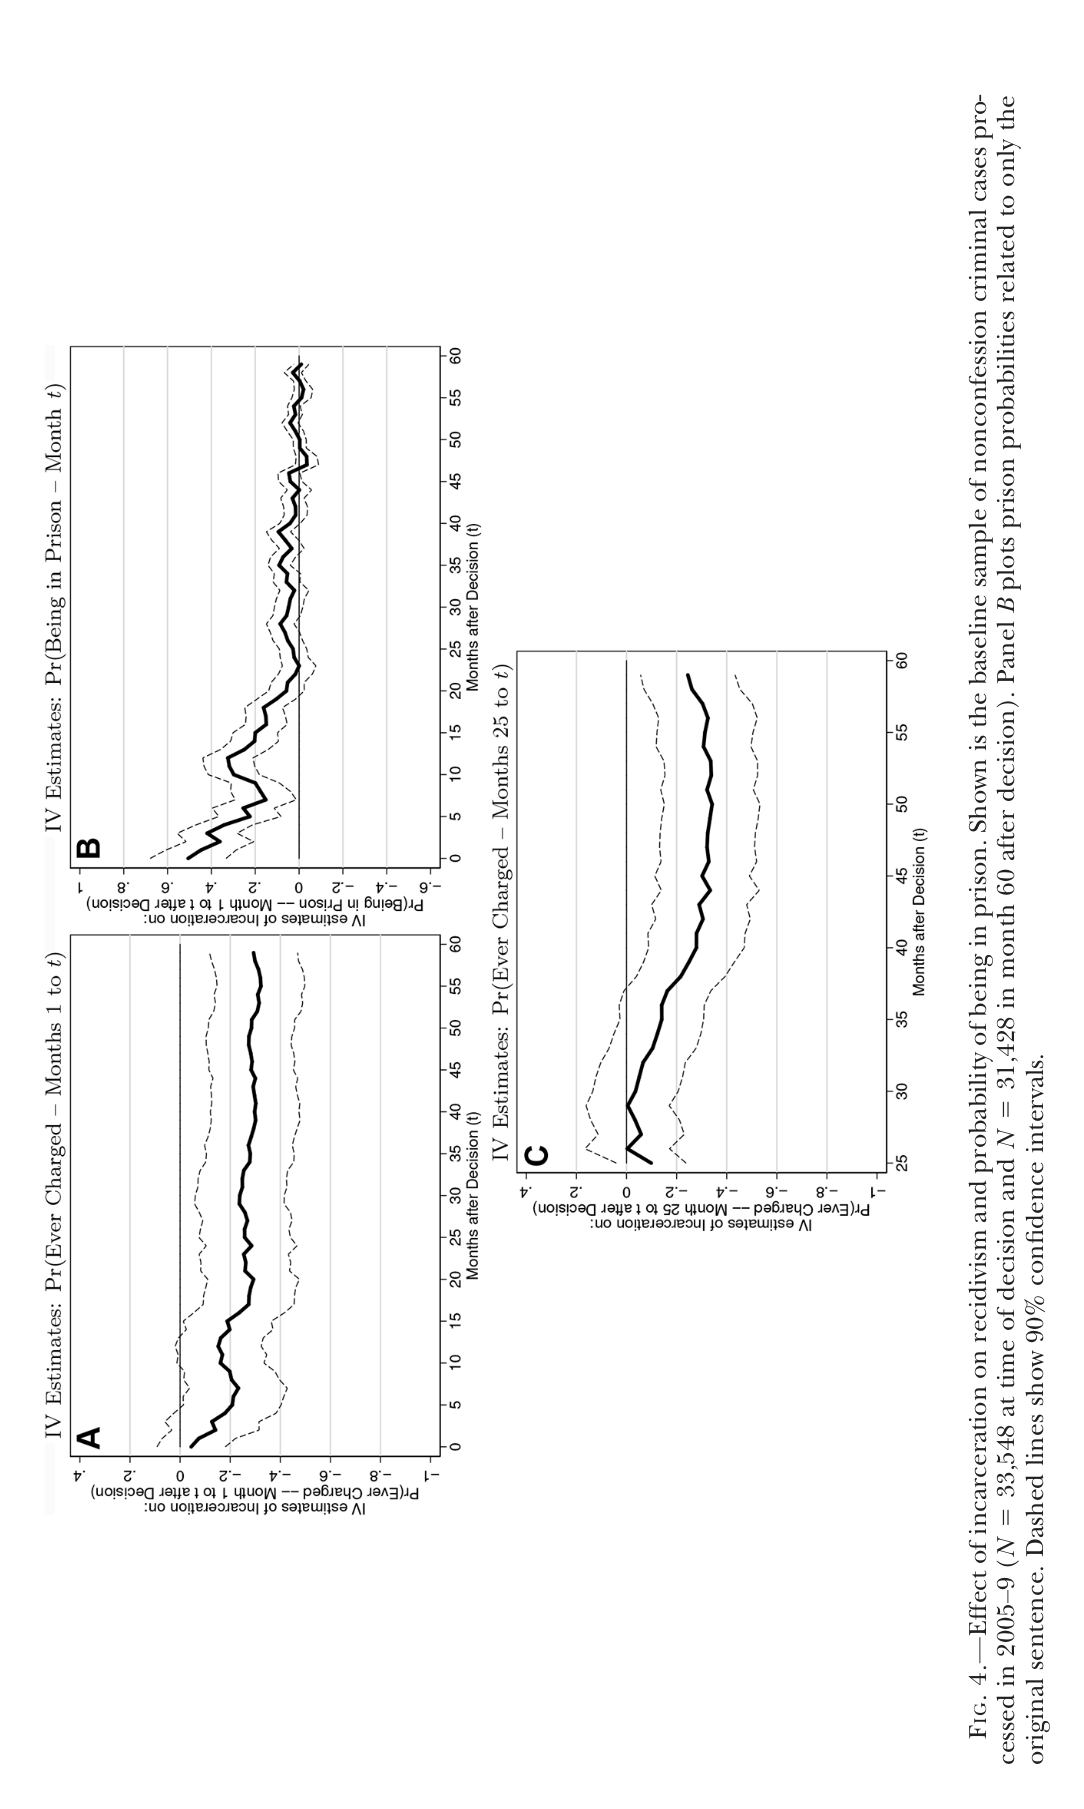 IV Estimates: Pr(Ever Charged – Months 1 to t)
A
IV estimates of Incarceration on:
Pr(Ever Charged –– Month 1 to t after Decision)
.4
.2
0
-.2
-.4
-.6
-.8
-1
0 5 10 15 20 25 30 35 40 45 50 55 60
Months after Decision (t)
IV Estimates: Pr(Being in Prison – Month t)
B
IV estimates of Incarceration on:
Pr(Being in Prison –– Month 1 to t after Decision)
1
.8
.6
.4
.2
0
-.2
-.4
-.6
0 5 10 15 20 25 30 35 40 45 50 55 60
Months after Decision (t)
IV Estimates: Pr(Ever Charged – Months 25 to t)
C
IV estimates of Incarceration on:
Pr(Ever Charged –– Month 25 to t after Decision)
.4
.2
0
-.2
-.4
-.6
-.8
-1
25 30 35 40 45 50 55 60
Months after Decision (t)
FIG. 4.—Effect of incarceration on recidivism and probability of being in prison. Shown is the baseline sample of nonconfession criminal cases pro-
cessed in 2005–9 (N = 33,548 at time of decision and N = 31,428 in month 60 after decision). Panel B plots prison probabilities related to only the
original sentence. Dashed lines show 90% confidence intervals.